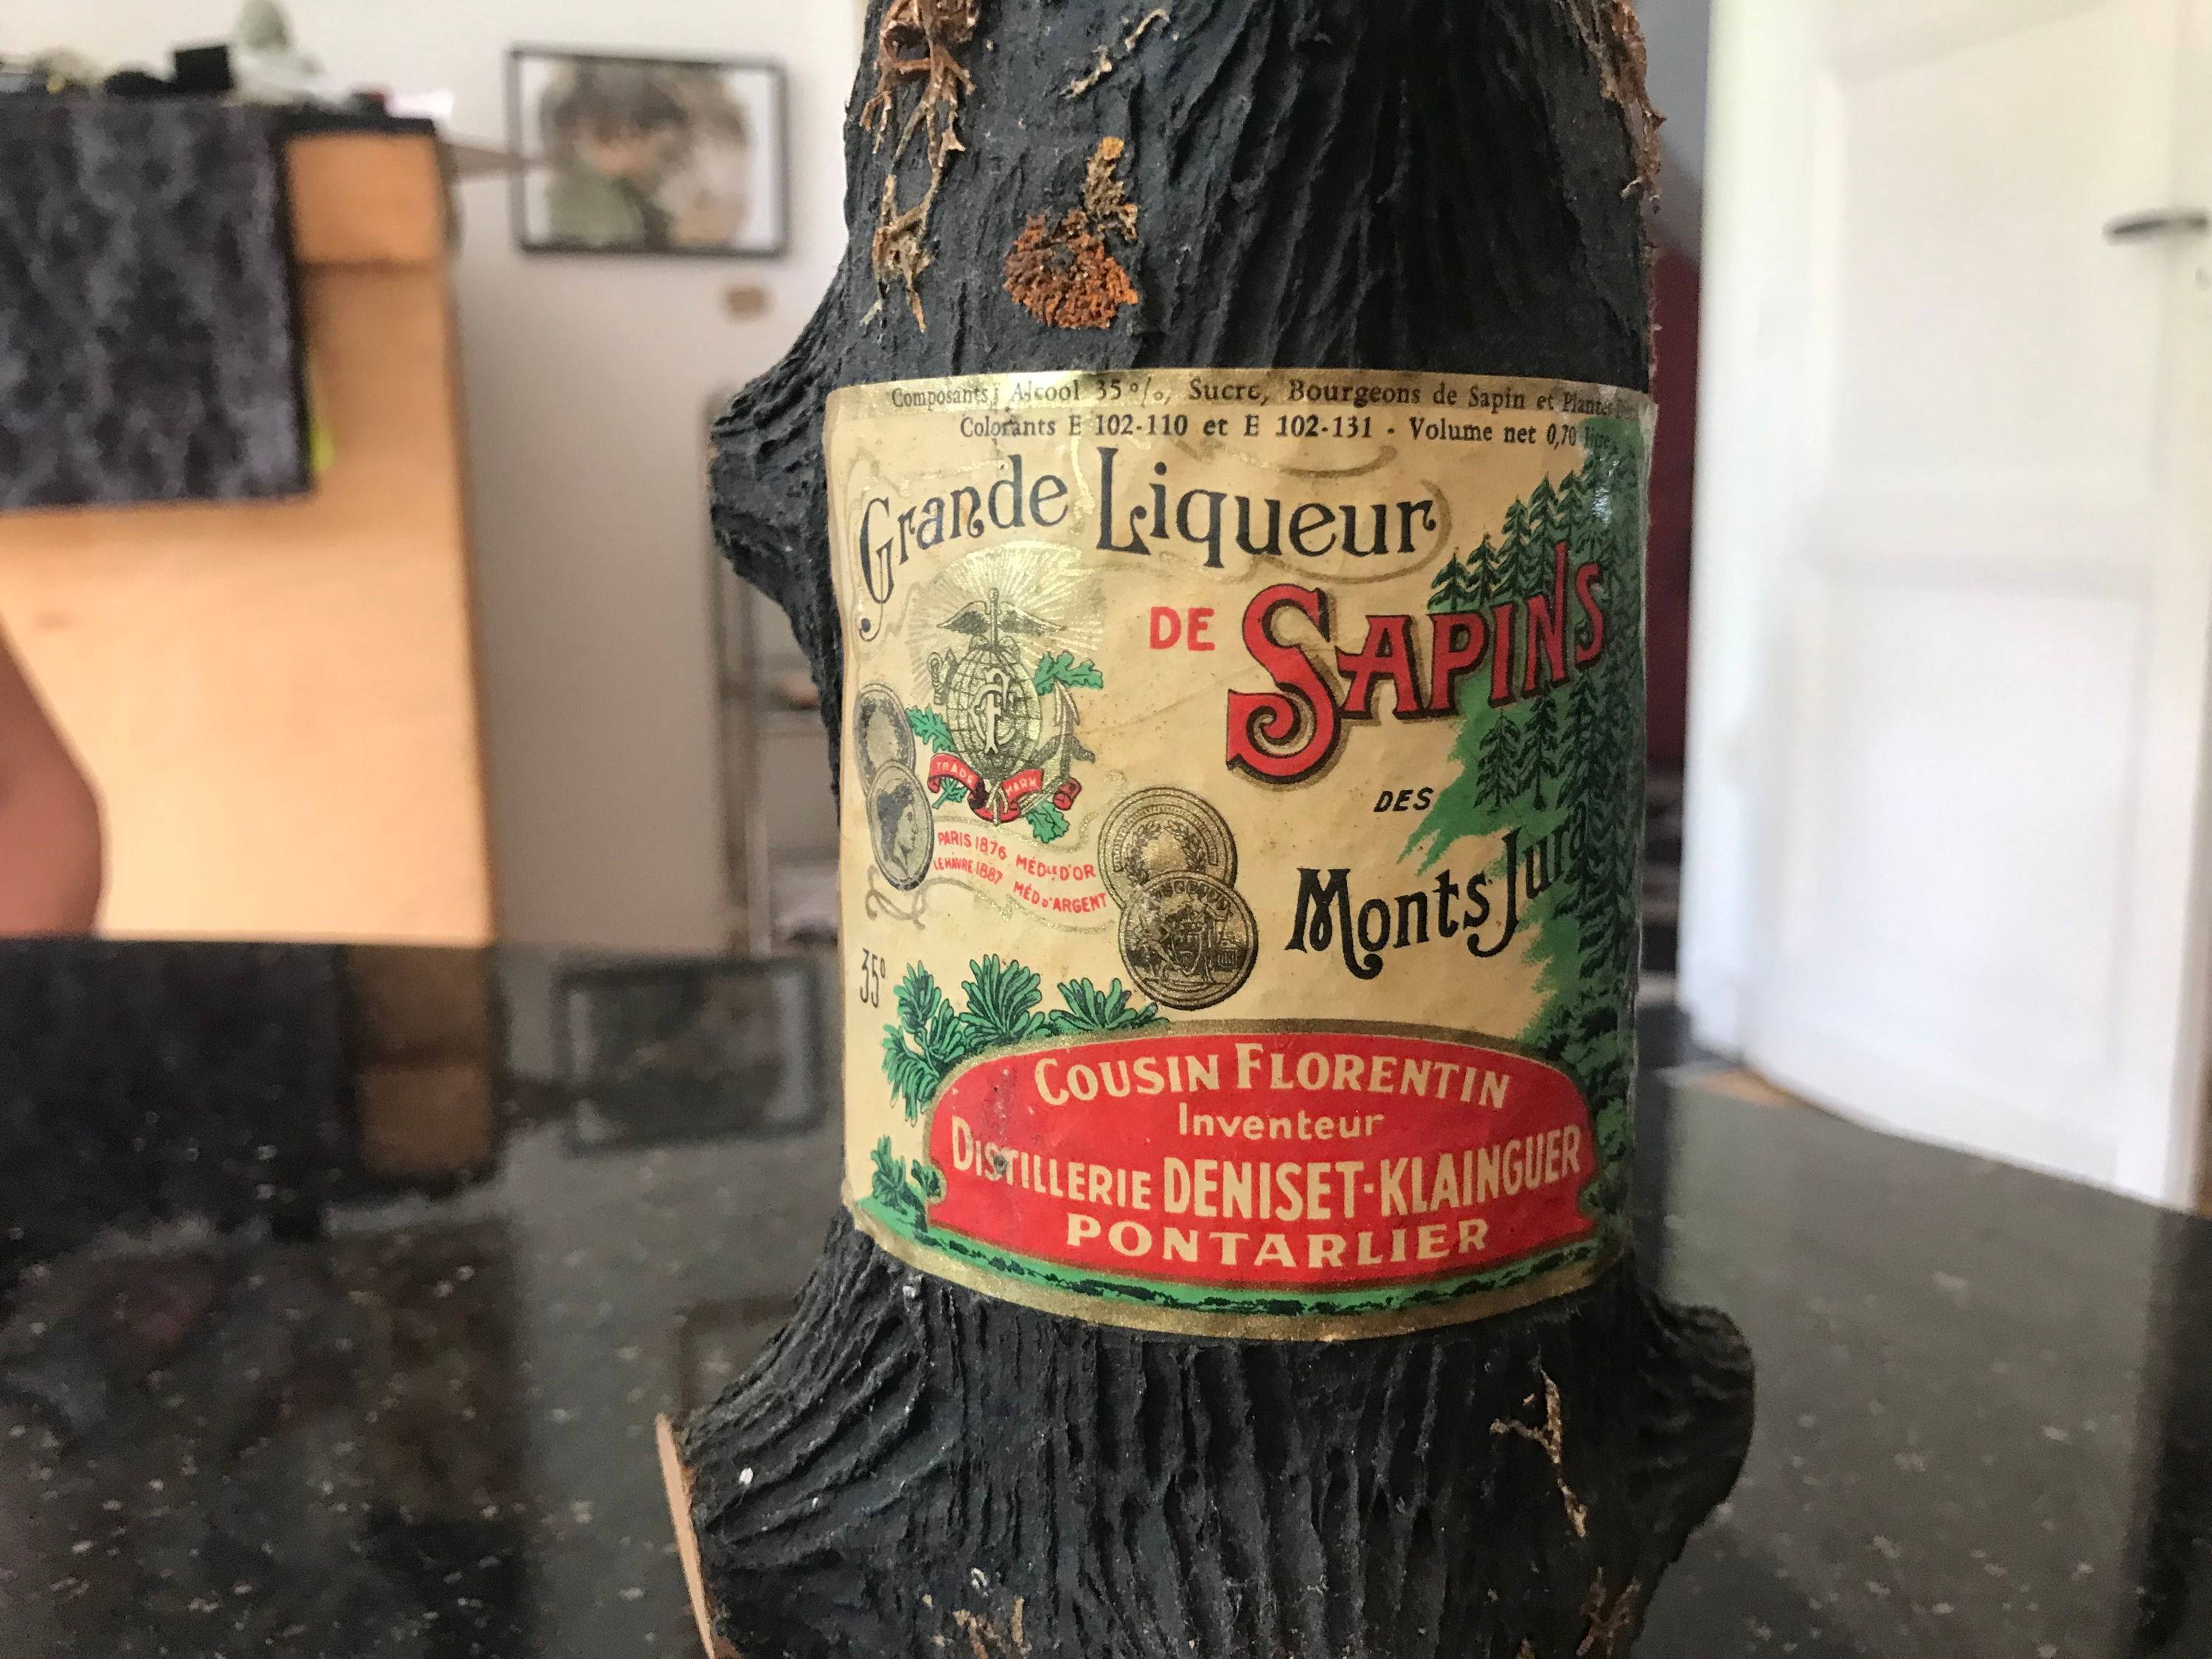 Composants; Alcool 35%, Sucre, Bourgeons de Sapin et Plantes
Colorants E 102-110 et E 102-131 - Volume net 0,70 litre
Grande Liqueur
DE SAPINS
DES
Monts Jura
TRADE MARK
PARIS 1876 MÉDLE D'OR
LE HAVRE 1887 MÉD D'ARGENT
35°
COUSIN FLORENTIN
Inventeur
DISTILLERIE DENISET-KLAINGUER
PONTARLIER